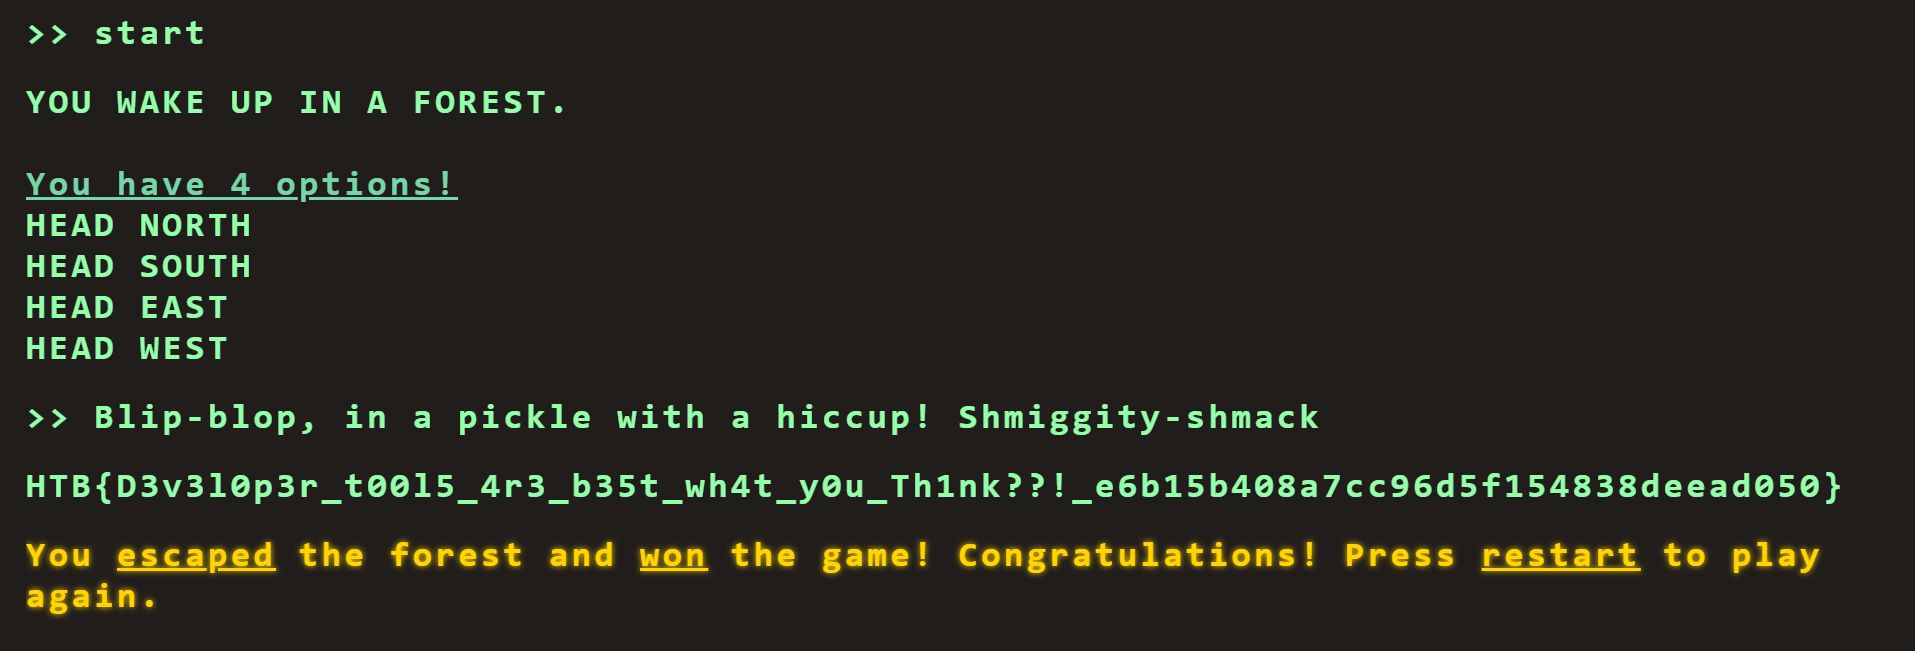 >> start
YOU WAKE UP IN A FOREST.
You have 4 options!
HEAD NORTH
HEAD SOUTH
HEAD EAST
HEAD WEST
>> Blip-blop, in a pickle with a hiccup! Shmiggity-shmack
HTB{D3v3l0p3r_t00l5_4r3_b35t_wh4t_y0u_Th1nk??!_e6b15b408a7cc96d5f154838deead050}
You escaped the forest and won the game! Congratulations! Press restart to play
again.